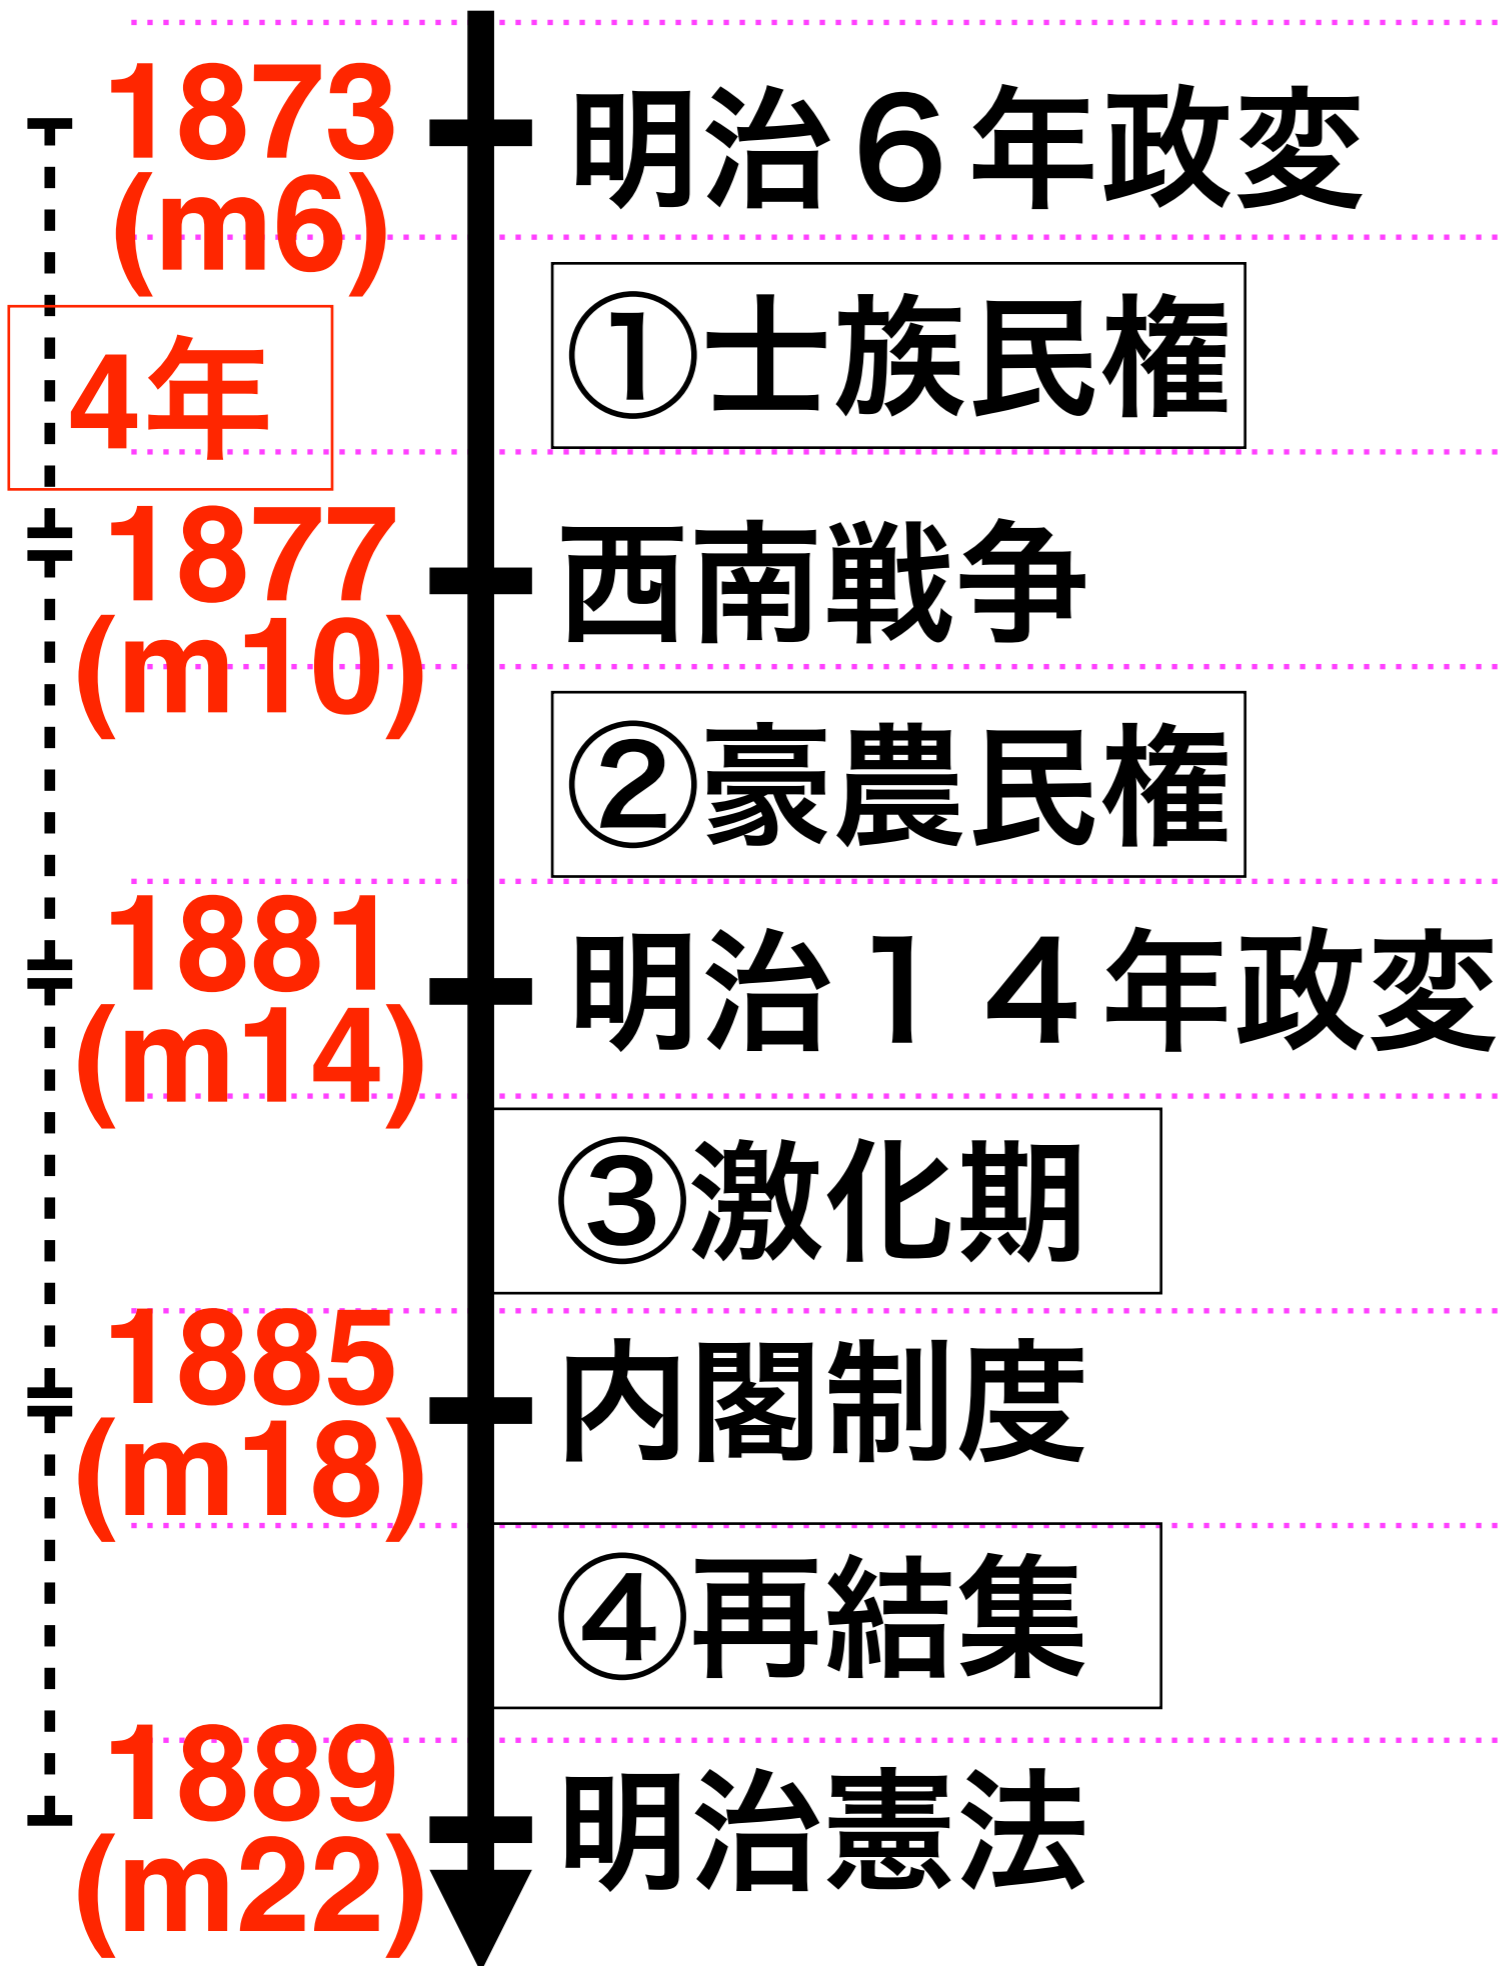 1873
(m6)
明治６年政変
①士族民権
4年
1877
(m10)
西南戦争
②豪農民権
1881
(m14)
明治１４年政変
③激化期
1885
(m18)
内閣制度
④再結集
1889
(m22)
明治憲法